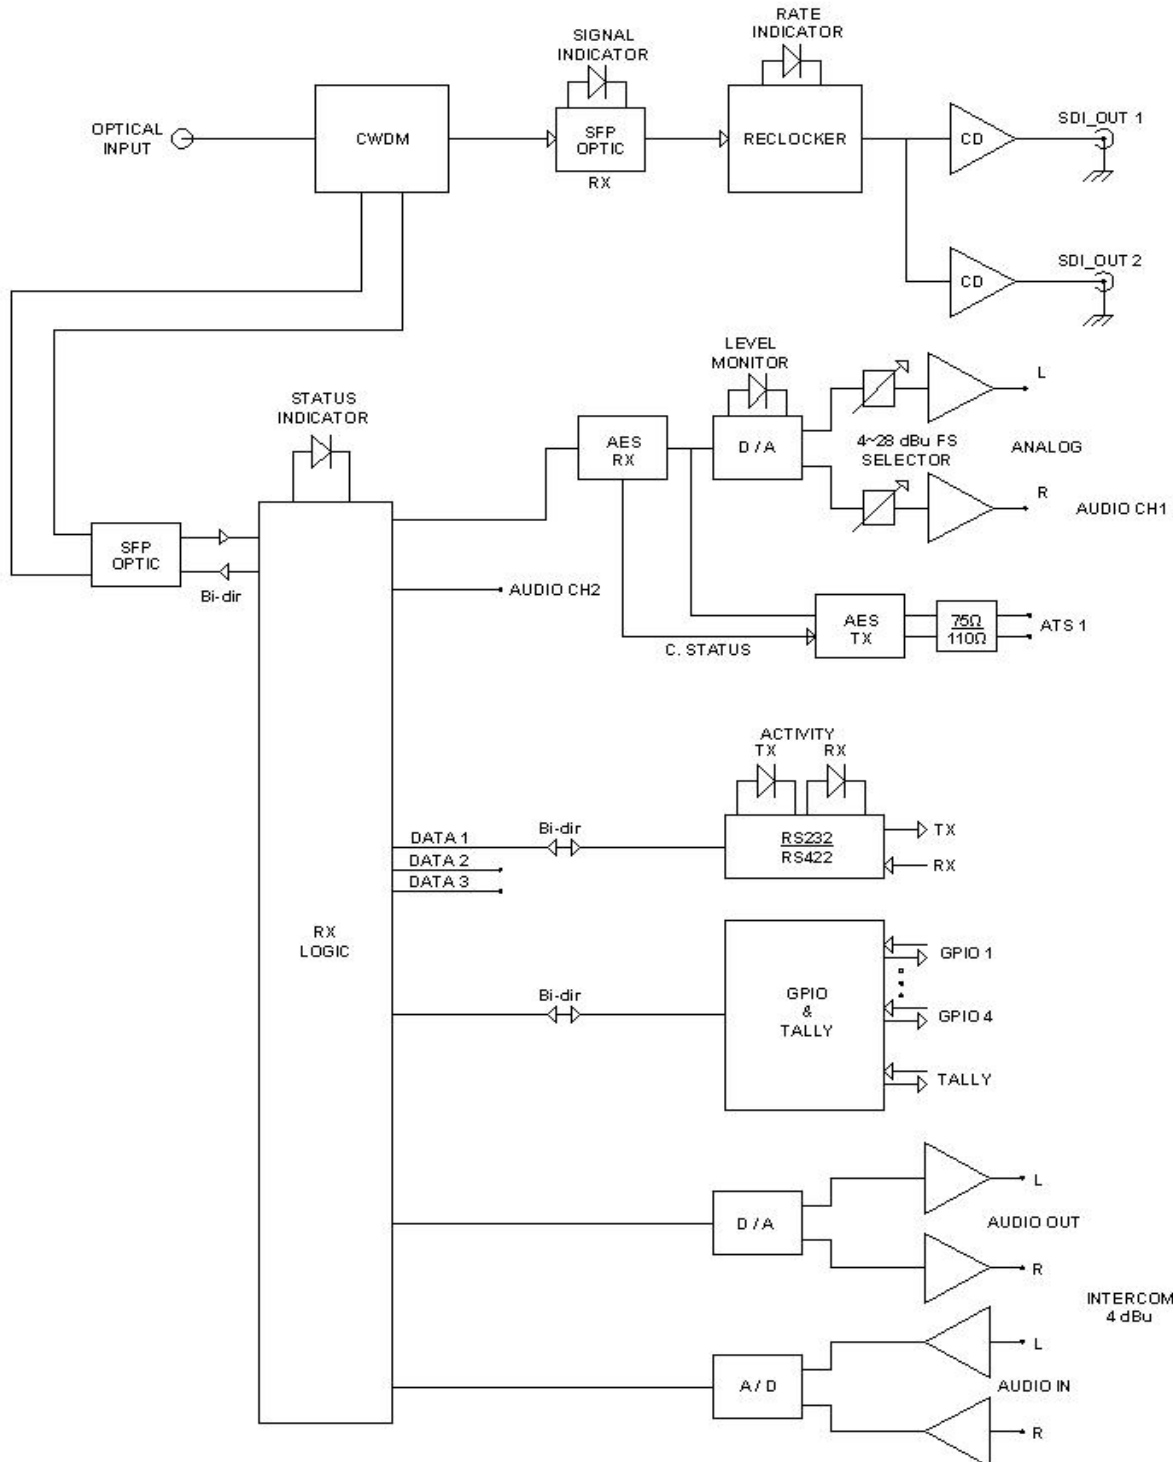 RATE
INDICATOR
SIGNAL
INDICATOR
OPTICAL
INPUT
CWDM
SFP
OPTIC
RX
RECLOCKER
CD
SDI_OUT 1
CD
SDI_OUT 2
LEVEL
MONITOR
L
STATUS
INDICATOR
AES
RX
D / A
4~28 dBu FS
SELECTOR
ANALOG
R
AUDIO CH1
SFP
OPTIC
Bi-dir
AUDIO CH2
AES
TX
75Ω
110Ω
ATS 1
C. STATUS
ACTIVITY
TX
RX
DATA 1
Bi-dir
RS232
RS422
TX
RX
DATA 2
DATA 3
RX
LOGIC
GPIO 1
Bi-dir
GPIO
&
TALLY
GPIO 4
TALLY
L
D / A
AUDIO OUT
R
INTERCOM
4 dBu
L
A / D
AUDIO IN
R